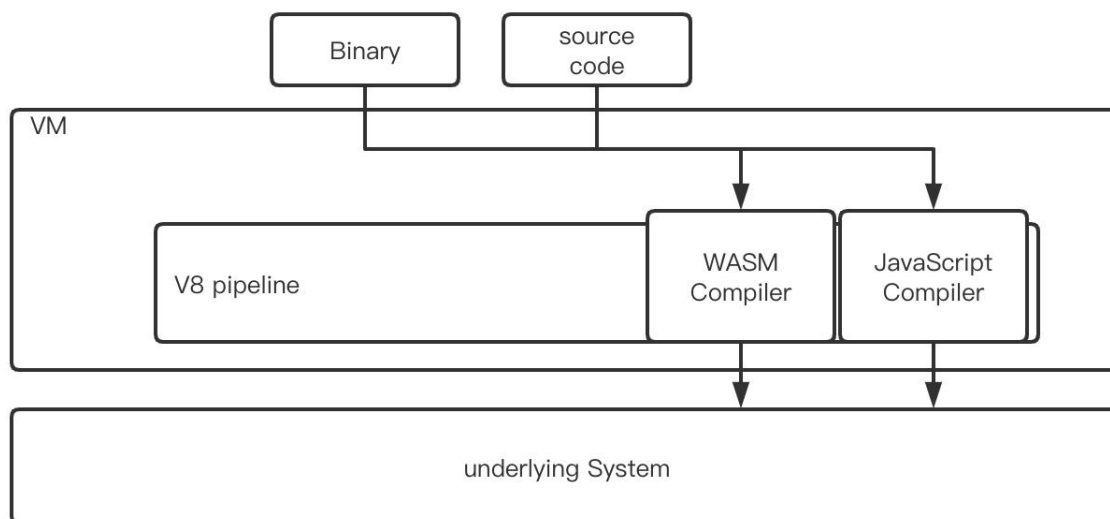 Binary
source
code
VM
V8 pipeline
WASM
Compiler
JavaScript
Compiler
underlying System